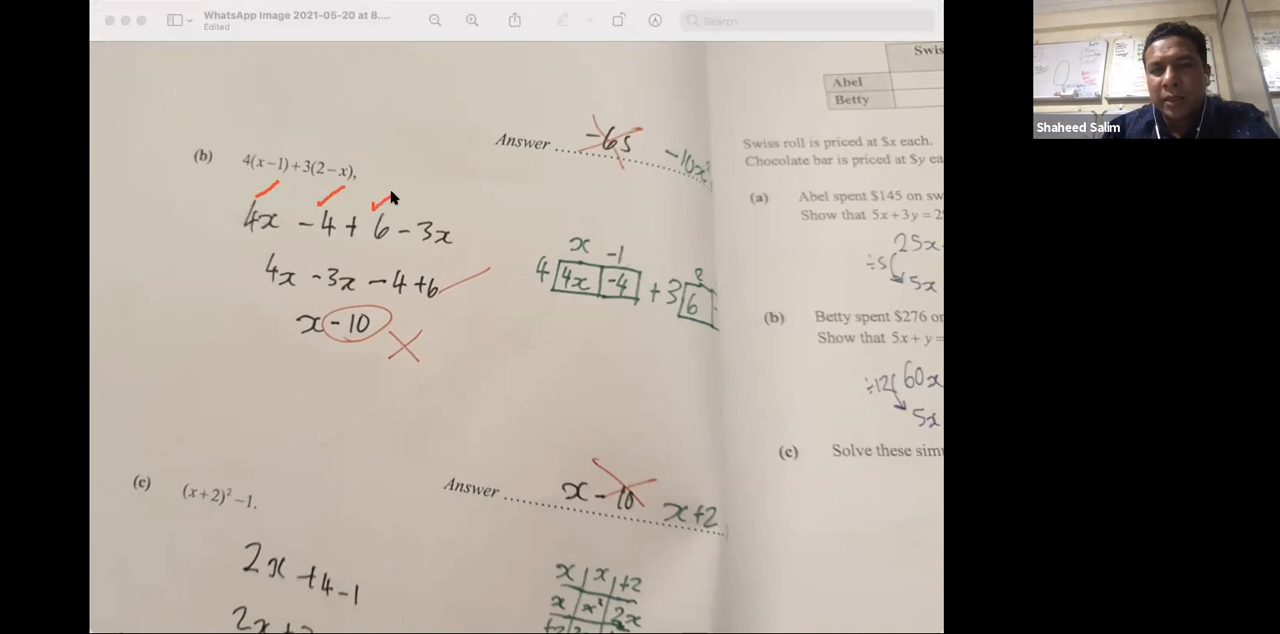 WhatsApp Image 2021-05-20 at 8....
Edited
Search
Shaheed Salim
Answer
-65
-10x²
(b) 4(x-1)+3(2-x),
4x - 4 + 6 - 3x
4x - 3x - 4 + 6
x - 10
x -1
4 4x -4 + 3 6
2
Answer
x - 10 x+2
(c) (x+2)²-1.
2x + 4 - 1
x x +2
x x² 2x
+2
Swis
Abel
Betty
Swiss roll is priced at $x each.
Chocolate bar is priced at $y ea
(a) Abel spent $145 on sw
Show that 5x+3y = 2
25x
÷5
5x
(b) Betty spent $276 or
Show that 5x+y =
÷12 60x
5x
(c) Solve these sim